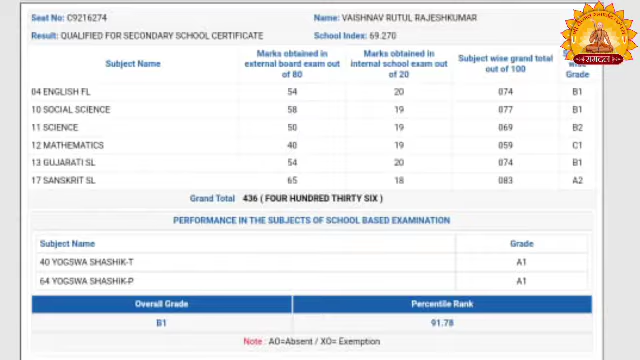 Seat No: C9216274 Name: VAISHNAV RUTUL RAJESHKUMAR
Result: QUALIFIED FOR SECONDARY SCHOOL CERTIFICATE School Index: 69.270
Subject Name Marks obtained in external board exam out of 80 Marks obtained in internal school exam out of 20 Subject wise grand total out of 100 Grade
04 ENGLISH FL 54 20 074 B1
10 SOCIAL SCIENCE 58 19 077 B1
11 SCIENCE 50 19 069 B2
12 MATHEMATICS 40 19 059 C1
13 GUJARATI SL 54 20 074 B1
17 SANSKRIT SL 65 18 083 A2
Grand Total 436 ( FOUR HUNDRED THIRTY SIX )
PERFORMANCE IN THE SUBJECTS OF SCHOOL BASED EXAMINATION
Subject Name Grade
40 YOGSWA SHASHIK-T A1
64 YOGSWA SHASHIK-P A1
Overall Grade Percentile Rank
B1 91.78
Note : AO=Absent / XO= Exemption